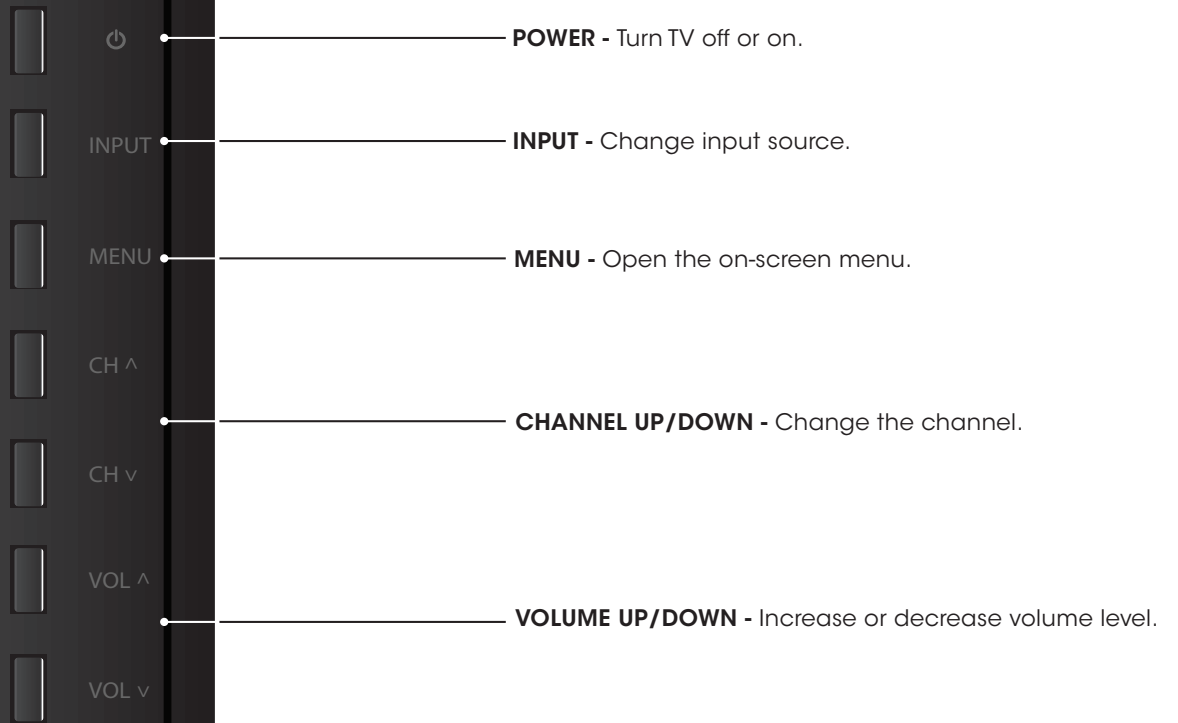 POWER - Turn TV off or on.
INPUT
INPUT - Change input source.
MENU
MENU - Open the on-screen menu.
CH ˄
CHANNEL UP/DOWN - Change the channel.
CH ˅
VOL ˄
VOLUME UP/DOWN - Increase or decrease volume level.
VOL ˅